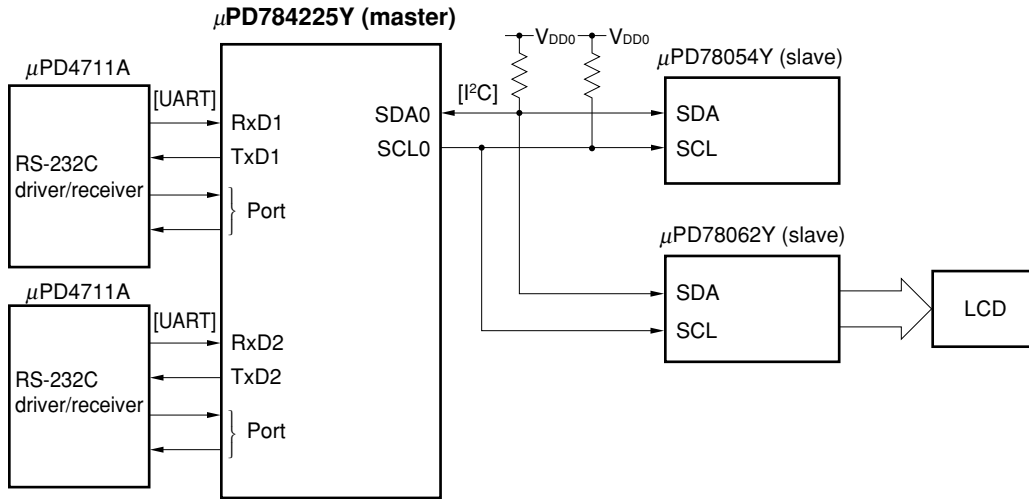 μPD784225Y (master)
μPD4711A
[UART]
RS-232C
driver/receiver
RxD1
TxD1
Port
μPD4711A
[UART]
RS-232C
driver/receiver
RxD2
TxD2
Port
SDA0
SCL0
[I²C]
VDD0
VDD0
μPD78054Y (slave)
SDA
SCL
μPD78062Y (slave)
SDA
SCL
LCD